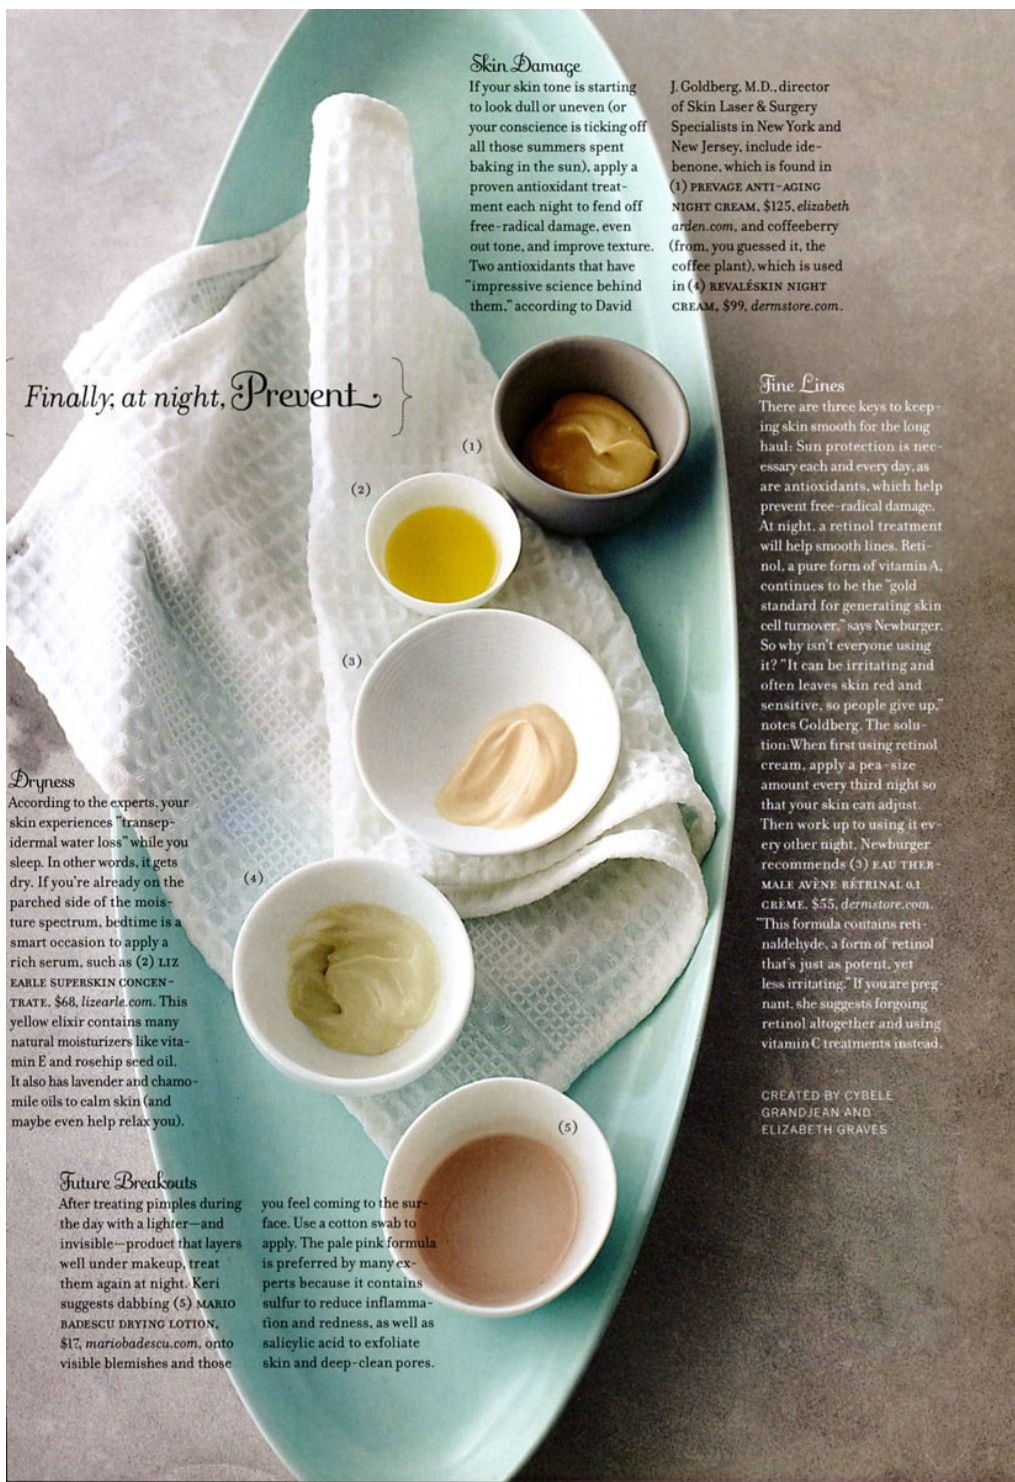 Skin Damage
If your skin tone is starting
to look dull or uneven (or
your conscience is ticking off
all those summers spent
baking in the sun), apply a
proven antioxidant treat-
ment each night to fend off
free-radical damage, even
out tone, and improve texture.
Two antioxidants that have
"impressive science behind
them," according to David
J. Goldberg, M.D., director
of Skin Laser & Surgery
Specialists in New York and
New Jersey, include ide-
benone, which is found in
(1) PREVAGE ANTI-AGING
NIGHT CREAM, $125, elizabeth
arden.com, and coffeeberry
(from, you guessed it, the
coffee plant), which is used
in (4) REVALÉSKIN NIGHT
CREAM, $99, dermstore.com.
Finally, at night, Prevent
(1)
(2)
(3)
(4)
(5)
Fine Lines
There are three keys to keep-
ing skin smooth for the long
haul: Sun protection is nec-
essary each and every day, as
are antioxidants, which help
prevent free-radical damage.
At night, a retinol treatment
will help smooth lines. Reti-
nol, a pure form of vitamin A,
continues to be the "gold
standard for generating skin
cell turnover," says Newburger.
So why isn't everyone using
it? "It can be irritating and
often leaves skin red and
sensitive, so people give up,"
notes Goldberg. The solu-
tion: When first using retinol
cream, apply a pea-size
amount every third night so
that your skin can adjust.
Then work up to using it ev-
ery other night. Newburger
recommends (3) EAU THER-
MALE AVÈNE RÉTRINAL 0.1
CRÈME, $55, dermstore.com.
"This formula contains reti-
naldehyde, a form of retinol
that's just as potent, yet
less irritating." If you are preg-
nant, she suggests forgoing
retinol altogether and using
vitamin C treatments instead.
CREATED BY CYBELE
GRANDJEAN AND
ELIZABETH GRAVES
Dryness
According to the experts, your
skin experiences "transep-
idermal water loss" while you
sleep. In other words, it gets
dry. If you're already on the
parched side of the mois-
ture spectrum, bedtime is a
smart occasion to apply a
rich serum, such as (2) LIZ
EARLE SUPERSKIN CONCEN-
TRATE, $68, lizearle.com. This
yellow elixir contains many
natural moisturizers like vita-
min E and rosehip seed oil.
It also has lavender and chamo-
mile oils to calm skin (and
maybe even help relax you).
Future Breakouts
After treating pimples during
the day with a lighter—and
invisible—product that layers
well under makeup, treat
them again at night. Keri
suggests dabbing (5) MARIO
BADESCU DRYING LOTION,
$17, mariobadescu.com, onto
visible blemishes and those
you feel coming to the sur-
face. Use a cotton swab to
apply. The pale pink formula
is preferred by many ex-
perts because it contains
sulfur to reduce inflamma-
tion and redness, as well as
salicylic acid to exfoliate
skin and deep-clean pores.